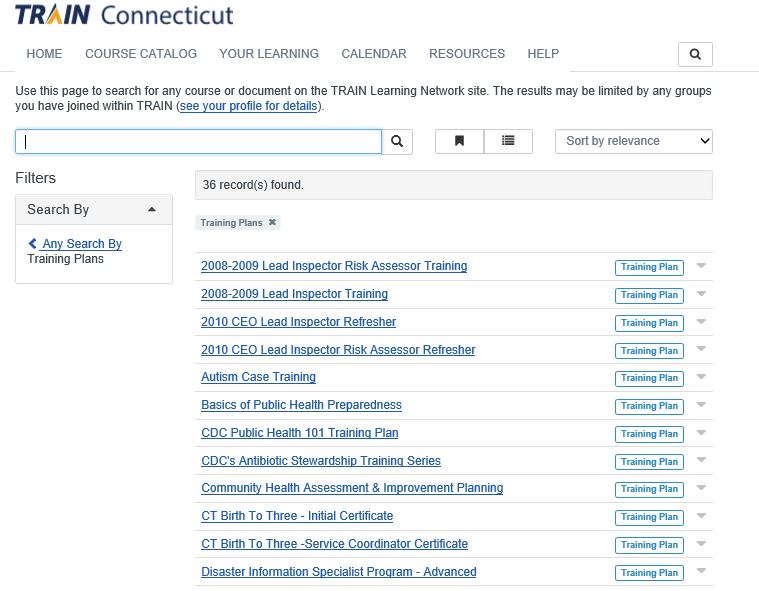 TRAIN Connecticut
HOME COURSE CATALOG YOUR LEARNING CALENDAR RESOURCES HELP
Use this page to search for any course or document on the TRAIN Learning Network site. The results may be limited by any groups
you have joined within TRAIN (see your profile for details).
Sort by relevance
Filters
36 record(s) found.
Search By
Training Plans ✖
Any Search By
Training Plans
2008-2009 Lead Inspector Risk Assessor Training Training Plan
2008-2009 Lead Inspector Training Training Plan
2010 CEO Lead Inspector Refresher Training Plan
2010 CEO Lead Inspector Risk Assessor Refresher Training Plan
Autism Case Training Training Plan
Basics of Public Health Preparedness Training Plan
CDC Public Health 101 Training Plan Training Plan
CDC's Antibiotic Stewardship Training Series Training Plan
Community Health Assessment & Improvement Planning Training Plan
CT Birth To Three - Initial Certificate Training Plan
CT Birth To Three -Service Coordinator Certificate Training Plan
Disaster Information Specialist Program - Advanced Training Plan